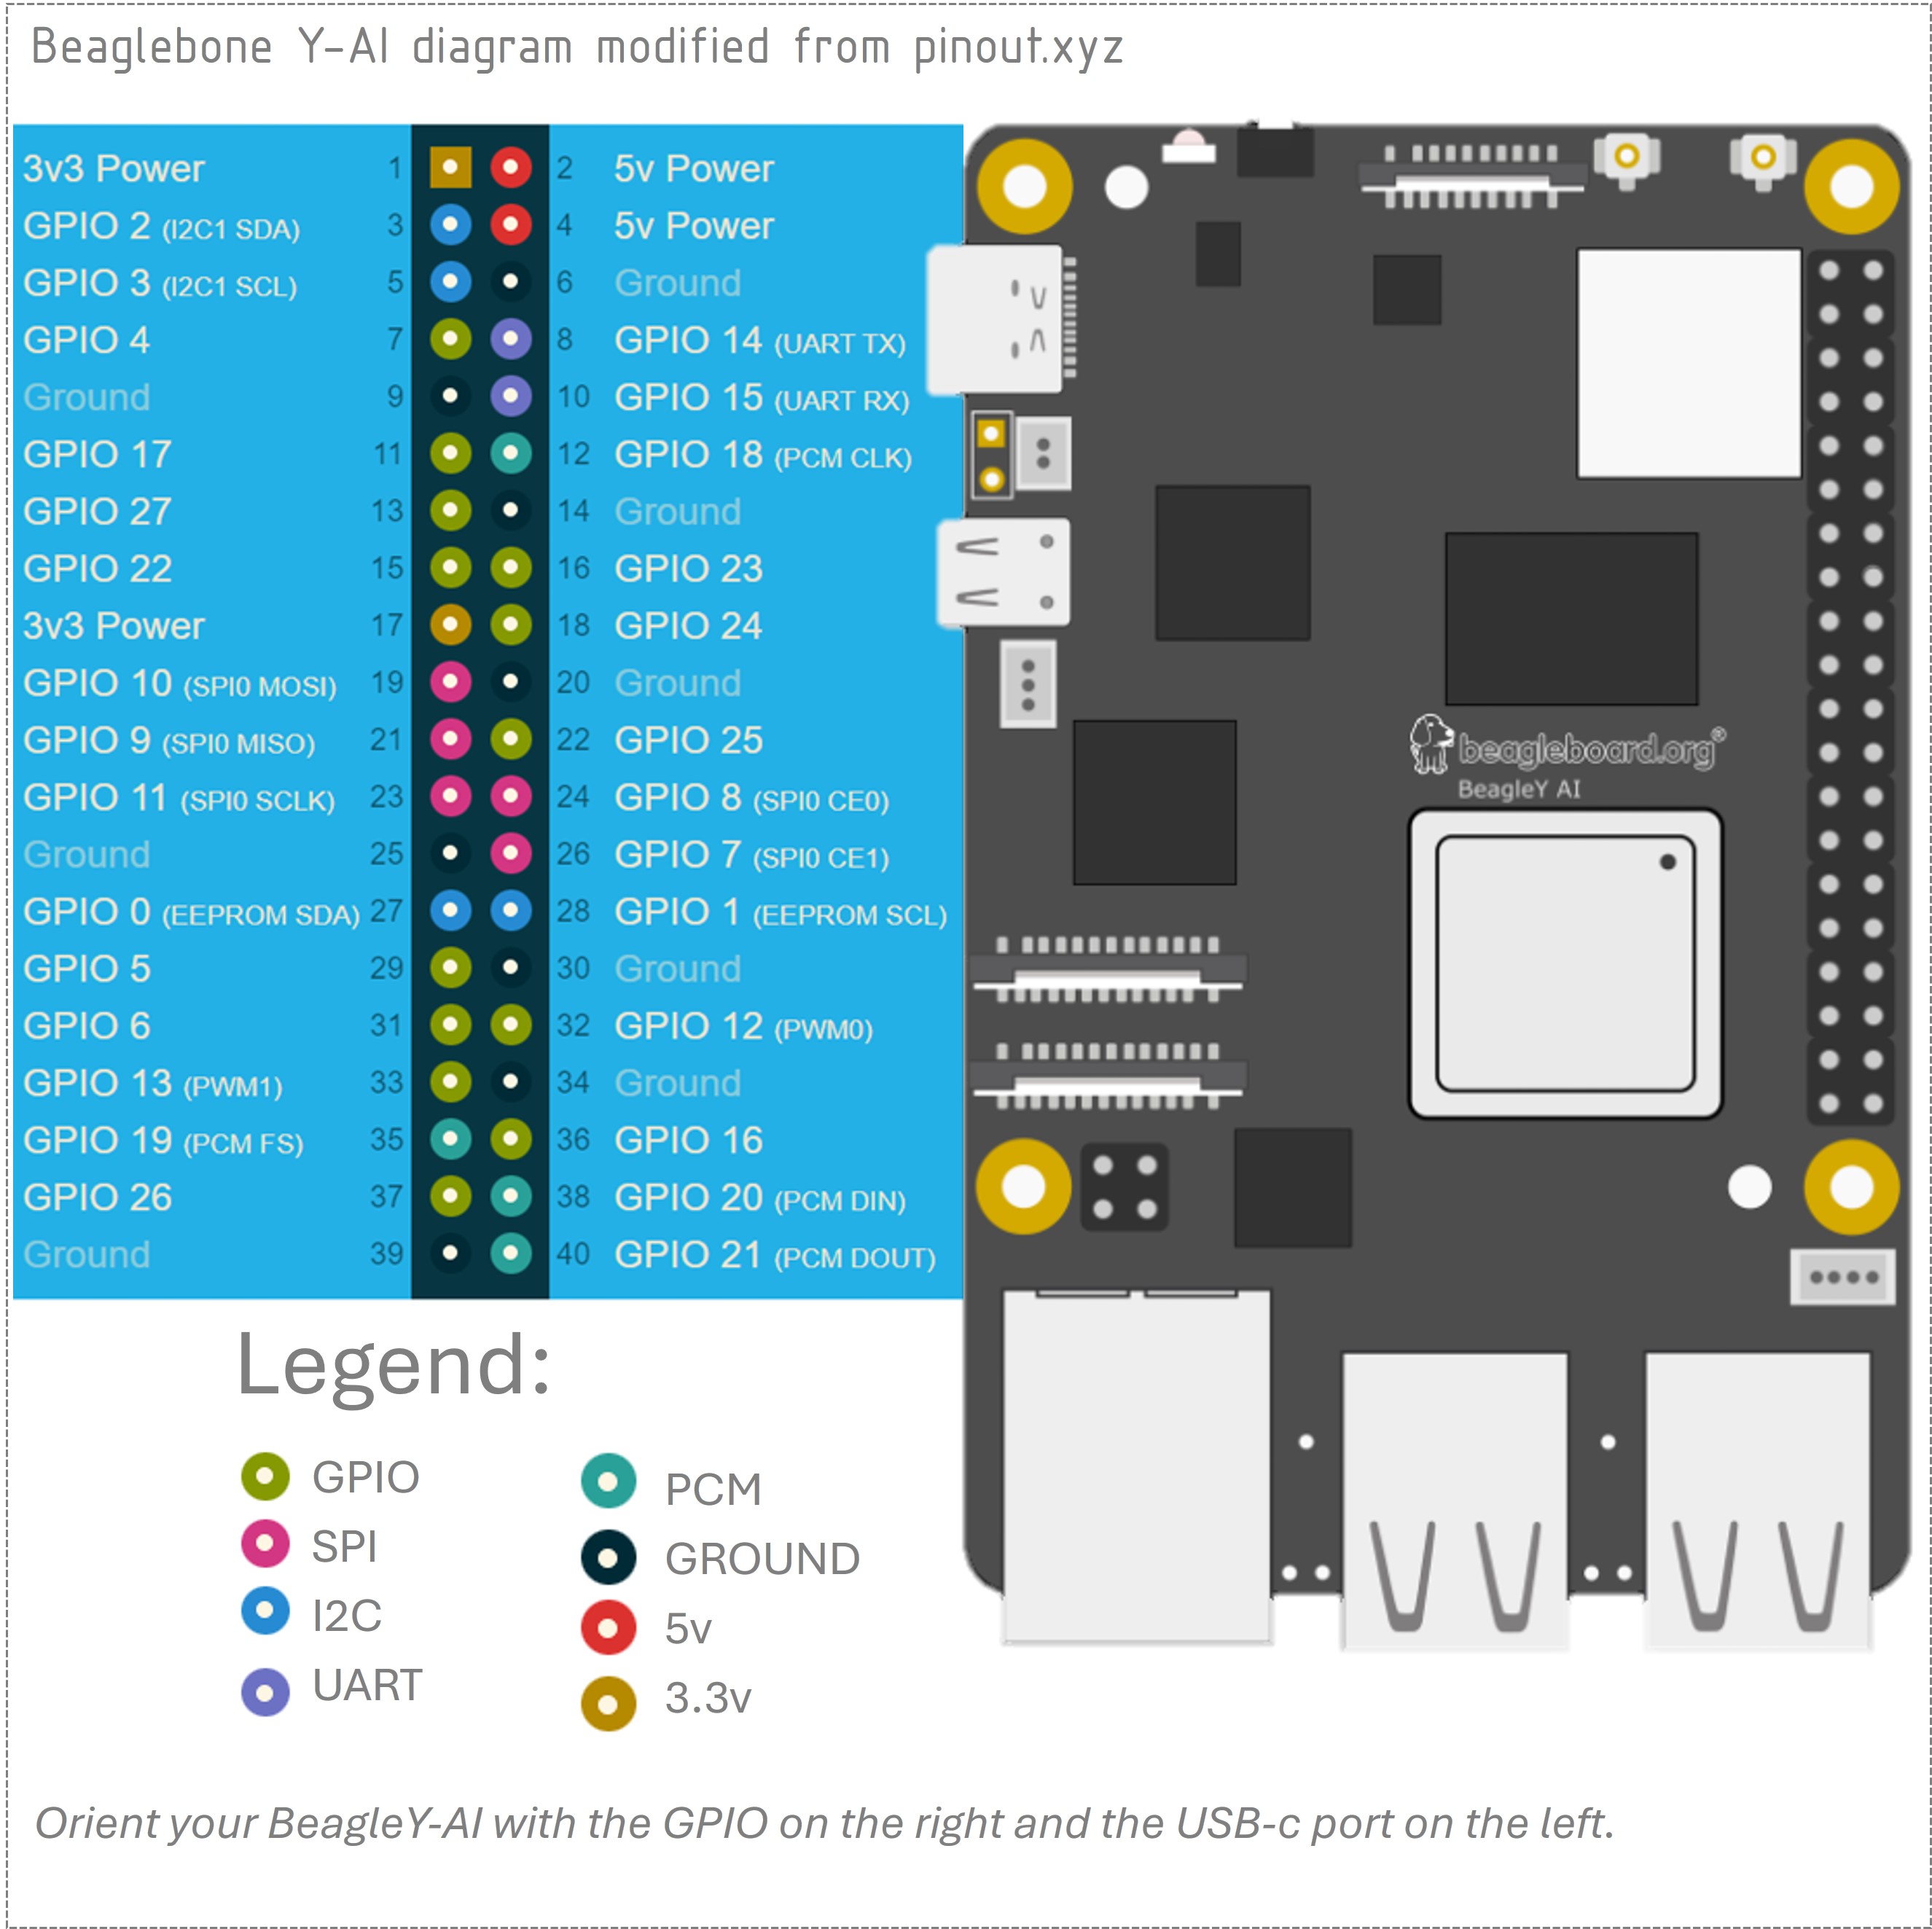 Beaglebone Y-AI diagram modified from pinout.xyz
3v3 Power 1 2 5v Power
GPIO 2 (I2C1 SDA) 3 4 5v Power
GPIO 3 (I2C1 SCL) 5 6 Ground
GPIO 4 7 8 GPIO 14 (UART TX)
Ground 9 10 GPIO 15 (UART RX)
GPIO 17 11 12 GPIO 18 (PCM CLK)
GPIO 27 13 14 Ground
GPIO 22 15 16 GPIO 23
3v3 Power 17 18 GPIO 24
GPIO 10 (SPI0 MOSI) 19 20 Ground
GPIO 9 (SPI0 MISO) 21 22 GPIO 25
GPIO 11 (SPI0 SCLK) 23 24 GPIO 8 (SPI0 CE0)
Ground 25 26 GPIO 7 (SPI0 CE1)
GPIO 0 (EEPROM SDA) 27 28 GPIO 1 (EEPROM SCL)
GPIO 5 29 30 Ground
GPIO 6 31 32 GPIO 12 (PWM0)
GPIO 13 (PWM1) 33 34 Ground
GPIO 19 (PCM FS) 35 36 GPIO 16
GPIO 26 37 38 GPIO 20 (PCM DIN)
Ground 39 40 GPIO 21 (PCM DOUT)
beagleboard.org®
BeagleY AI
Legend:
GPIO
SPI
I2C
UART
PCM
GROUND
5v
3.3v
Orient your BeagleY-AI with the GPIO on the right and the USB-c port on the left.